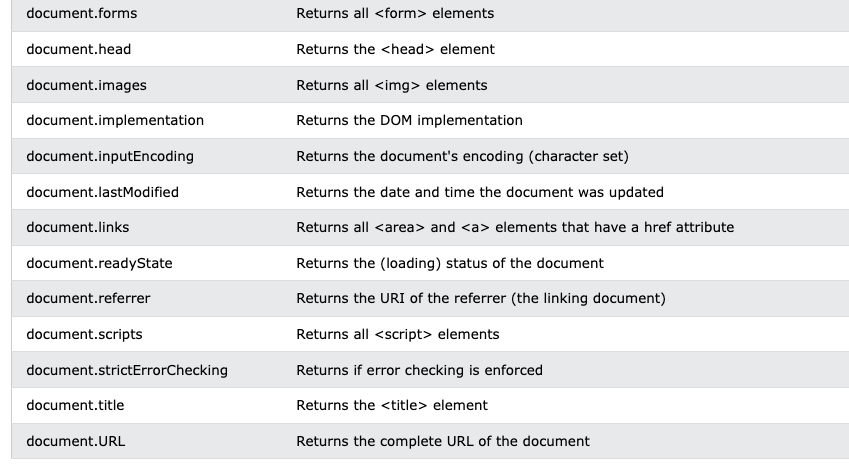 document.forms Returns all <form> elements
document.head Returns the <head> element
document.images Returns all <img> elements
document.implementation Returns the DOM implementation
document.inputEncoding Returns the document's encoding (character set)
document.lastModified Returns the date and time the document was updated
document.links Returns all <area> and <a> elements that have a href attribute
document.readyState Returns the (loading) status of the document
document.referrer Returns the URI of the referrer (the linking document)
document.scripts Returns all <script> elements
document.strictErrorChecking Returns if error checking is enforced
document.title Returns the <title> element
document.URL Returns the complete URL of the document